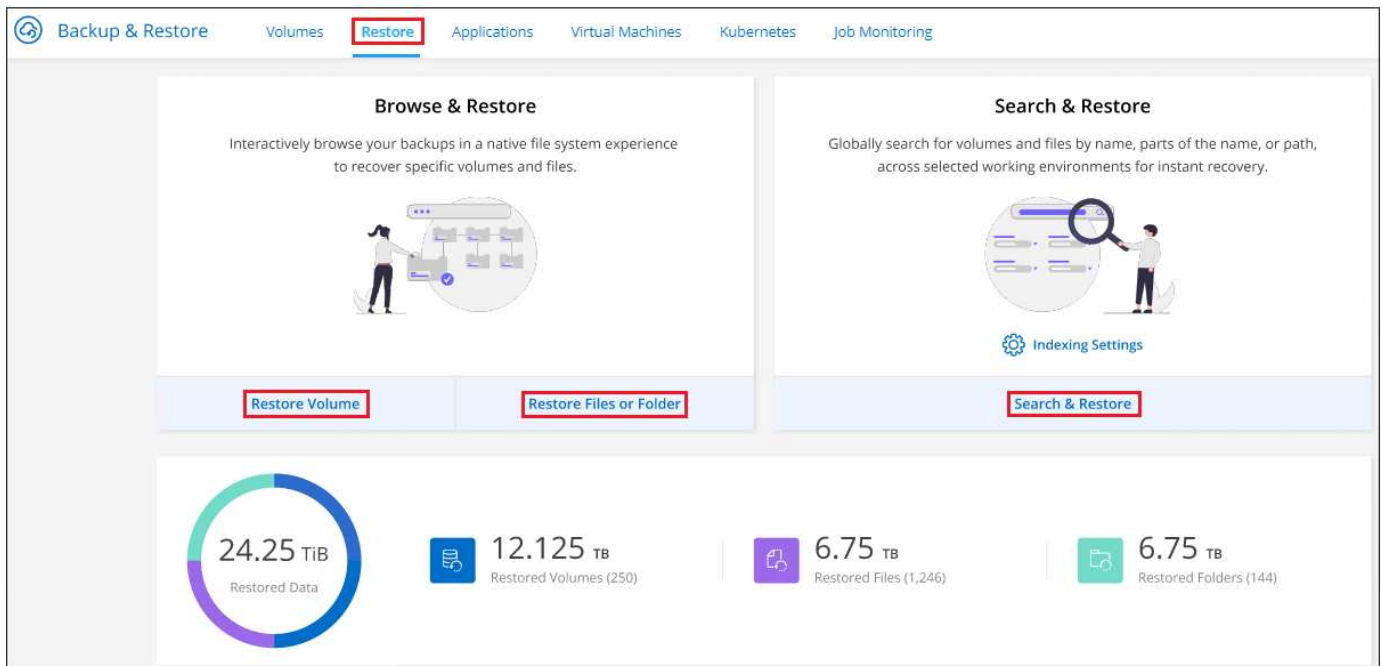 Backup & Restore Volumes Restore Applications Virtual Machines Kubernetes Job Monitoring
Browse & Restore
Interactively browse your backups in a native file system experience
to recover specific volumes and files.
Restore Volume
Restore Files or Folder
Search & Restore
Globally search for volumes and files by name, parts of the name, or path,
across selected working environments for instant recovery.
Indexing Settings
Search & Restore
24.25 TiB
Restored Data
12.125 TB
Restored Volumes (250)
6.75 TB
Restored Files (1,246)
6.75 TB
Restored Folders (144)